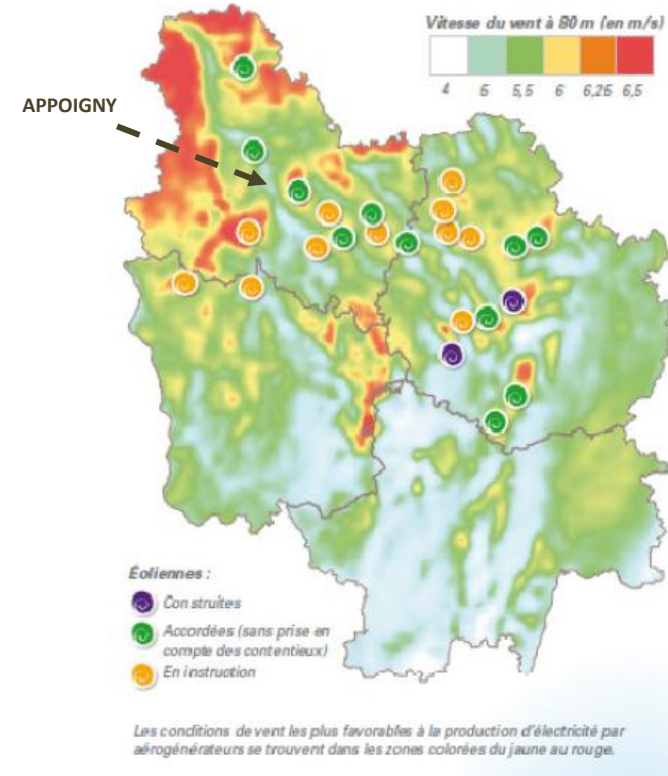 Vitesse du vent à 80 m (en m/s)
4 5 5,5 6 6,25 6,5
APPOIGNY
Éoliennes :
Construites
Accordées (sans prise en
compte des contentieux)
En instruction
Les conditions de vent les plus favorables à la production d'électricité par
aérogénérateurs se trouvent dans les zones colorées du jaune au rouge.